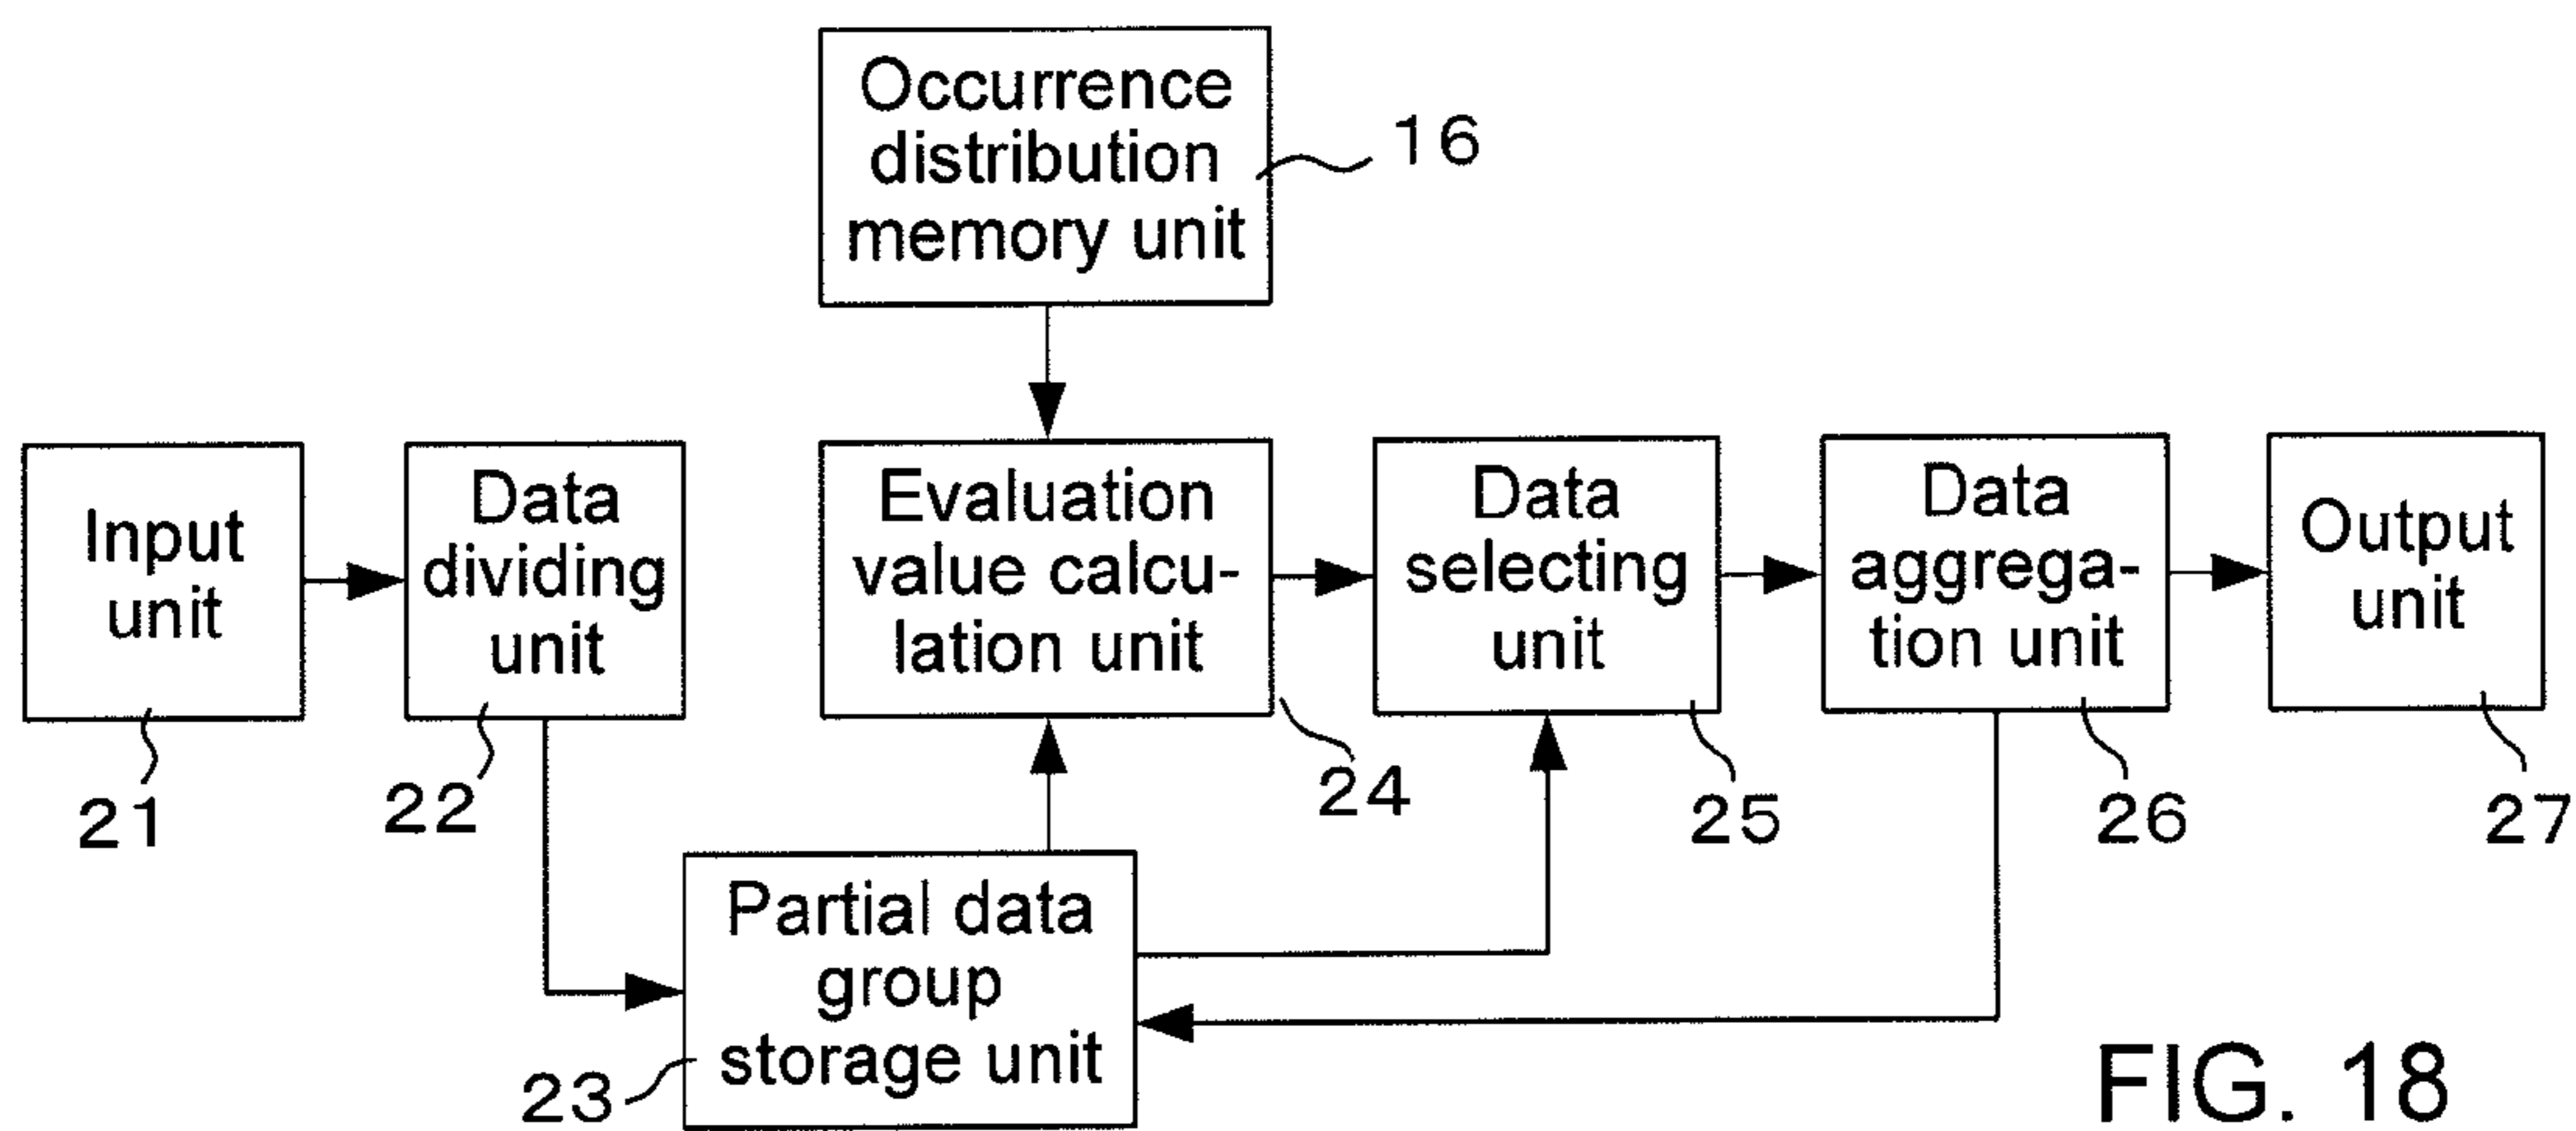 Occurrence
distribution
memory unit
16
Input
unit
21
Data
dividing
unit
22
Evaluation
value calcu-
lation unit
24
Data
selecting
unit
25
Data
aggrega-
tion unit
26
Output
unit
27
Partial data
group
storage unit
23
FIG. 18